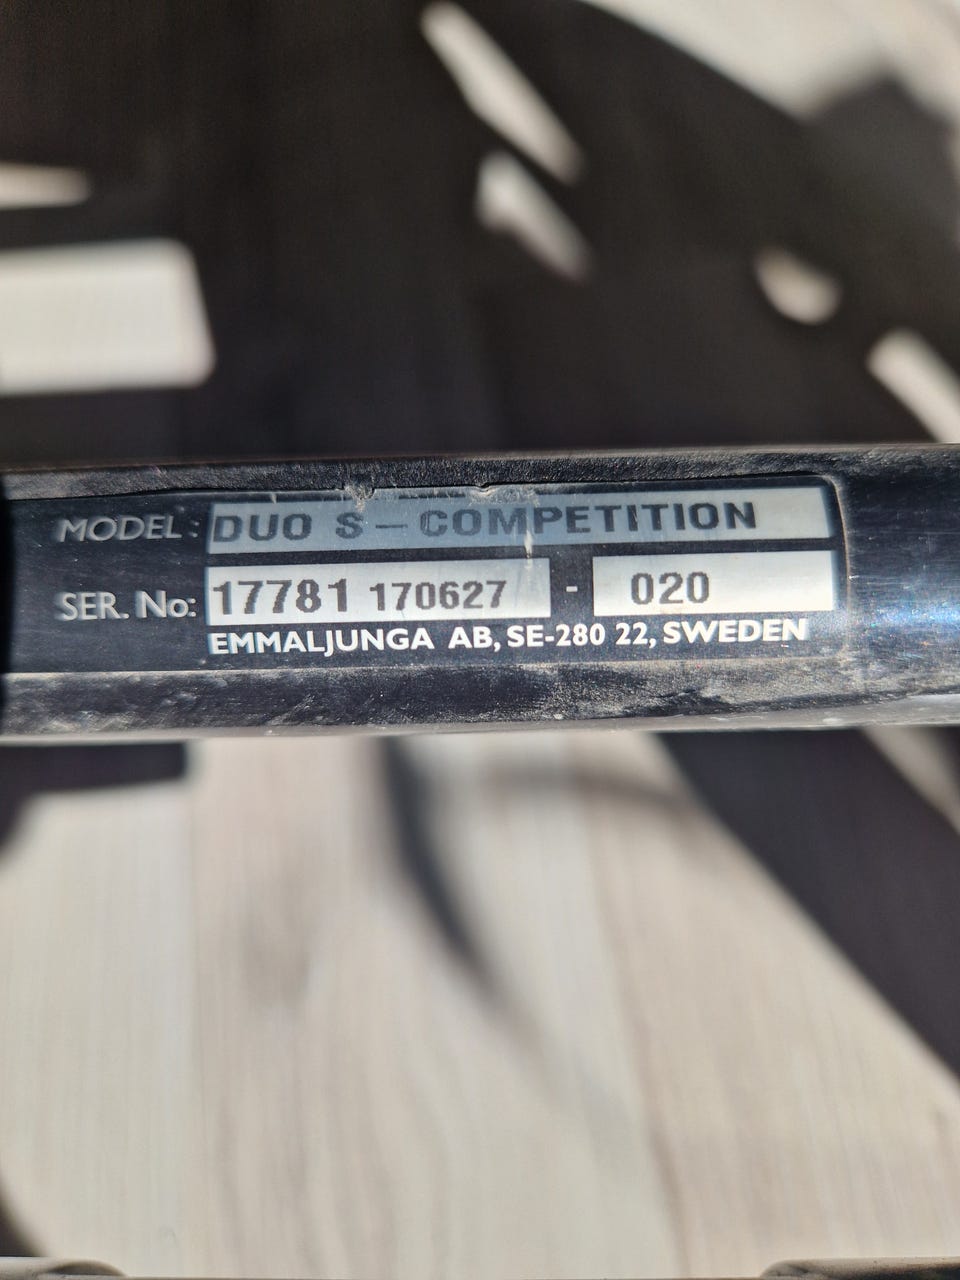 MODEL: DUO S – COMPETITION
SER. No: 17781 170627 - 020
EMMALJUNGA AB, SE-280 22, SWEDEN